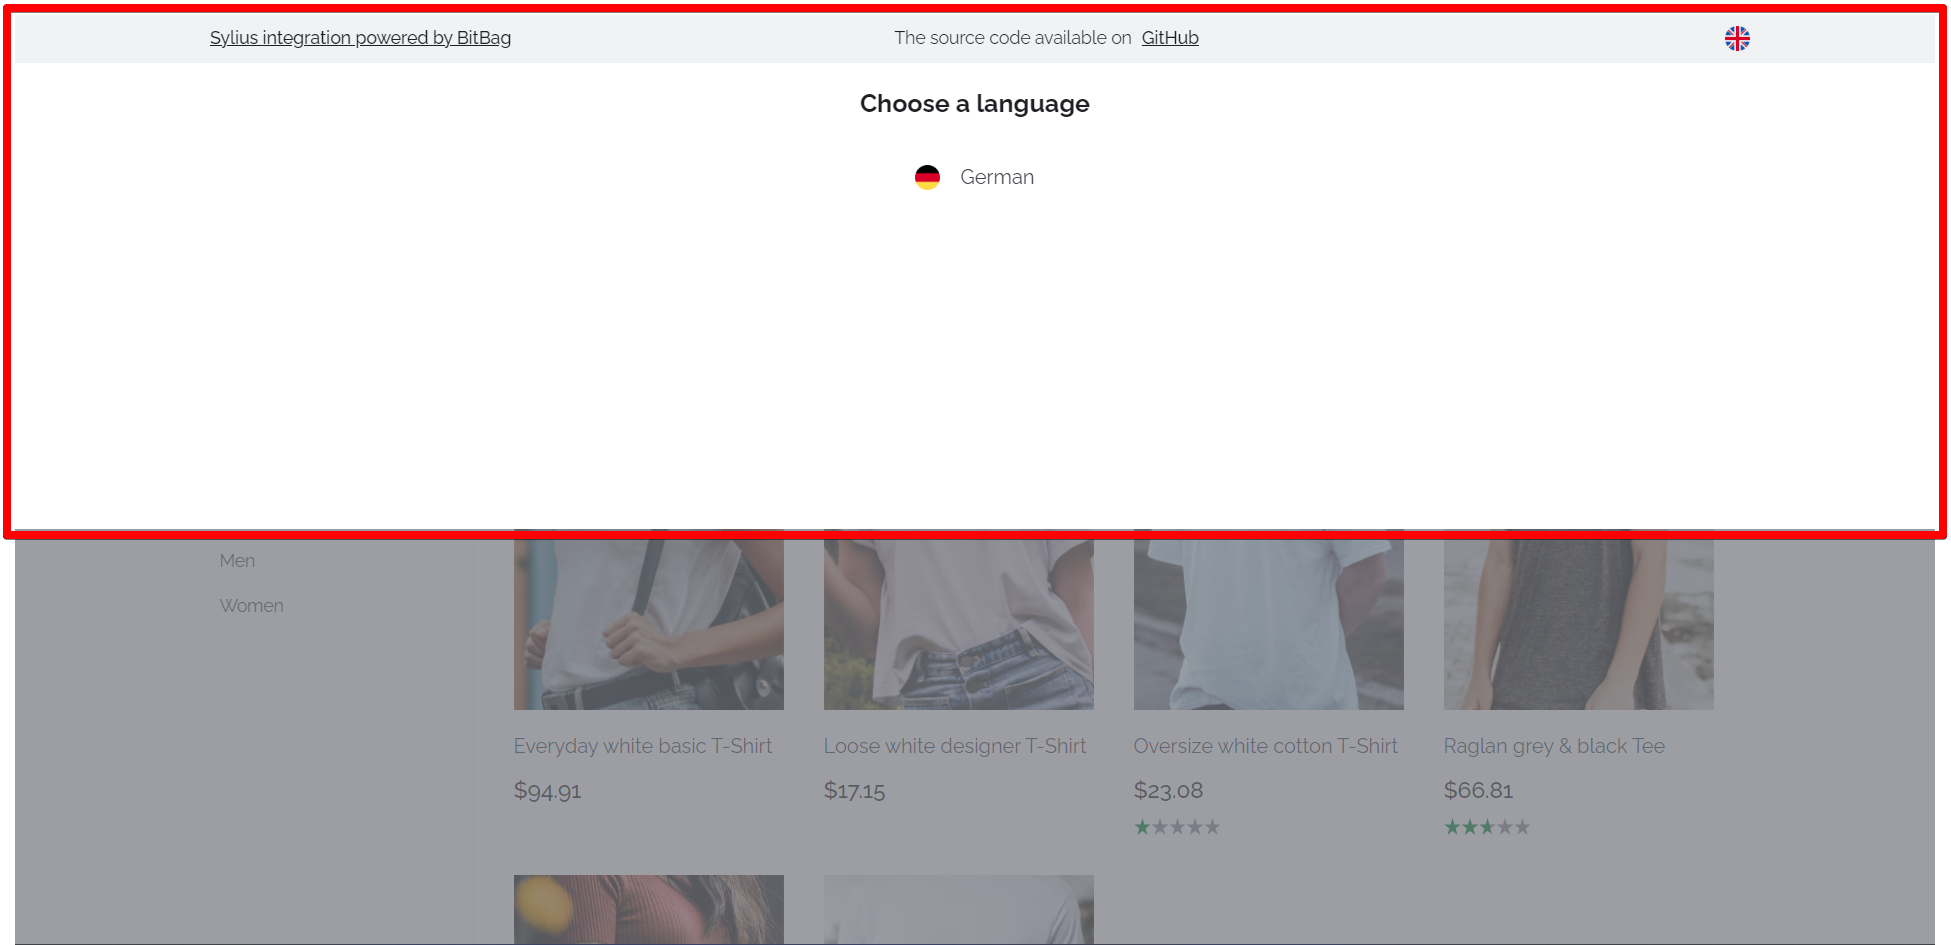 Sylius integration powered by BitBag
The source code available on GitHub
Choose a language
German
Men
Women
Everyday white basic T-Shirt
$94.91
Loose white designer T-Shirt
$17.15
Oversize white cotton T-Shirt
$23.08
Raglan grey & black Tee
$66.81